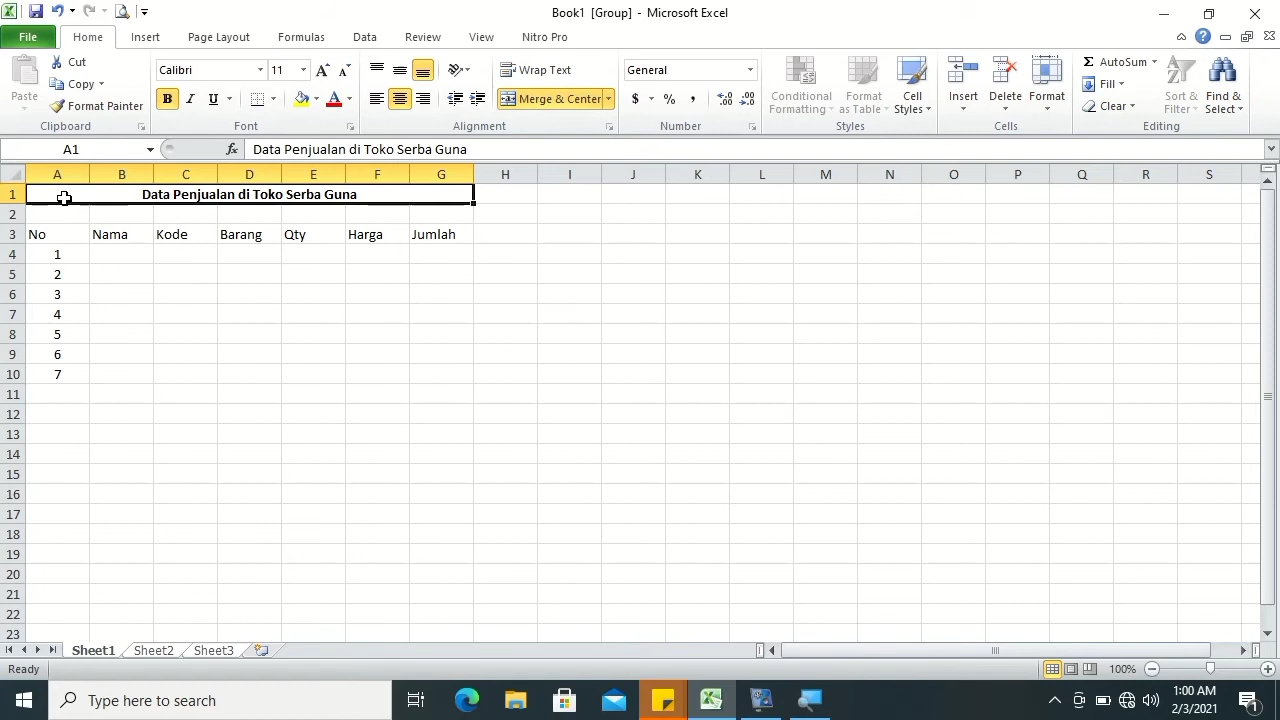 Book1 [Group] - Microsoft Excel
File Home Insert Page Layout Formulas Data Review View Nitro Pro
Paste
Cut
Copy
Format Painter
Clipboard
Calibri 11
B I U
Font
Wrap Text
Merge & Center
Alignment
General
$ % ,
Number
Conditional Formatting
Format as Table
Cell Styles
Styles
Insert Delete Format
Cells
AutoSum
Fill
Clear
Sort & Filter
Find & Select
Editing
A1 fx Data Penjualan di Toko Serba Guna
A B C D E F G H I J K L M N O P Q R S
1 Data Penjualan di Toko Serba Guna
2
3 No Nama Kode Barang Qty Harga Jumlah
4 1
5 2
6 3
7 4
8 5
9 6
10 7
11
12
13
14
15
16
17
18
19
20
21
22
23
Sheet1 Sheet2 Sheet3
Ready 100%
Type here to search
1:00 AM
2/3/2021
1